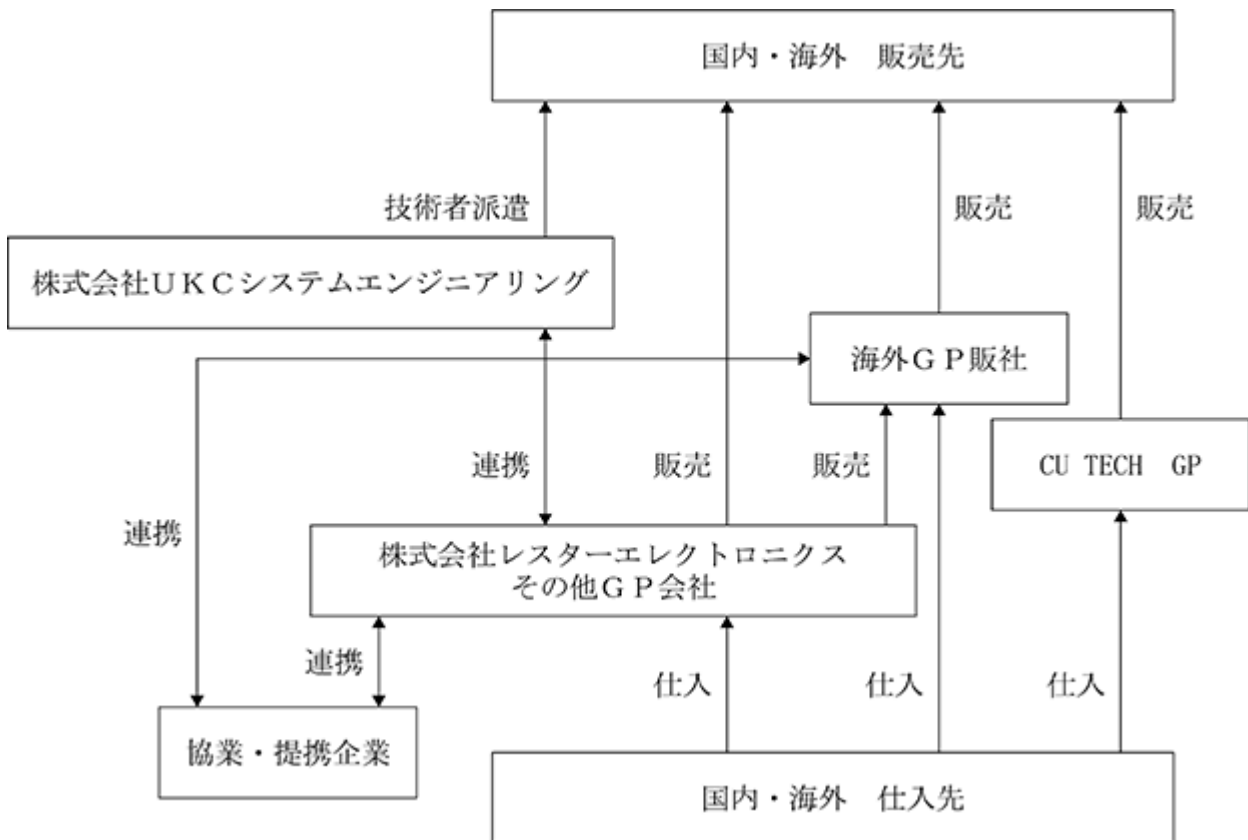 国内・海外　販売先
技術者派遣
販売
販売
株式会社ＵＫＣシステムエンジニアリング
海外ＧＰ販社
連携
販売
販売
CU TECH　GP
連携
株式会社レスターエレクトロニクス
その他ＧＰ会社
連携
仕入
仕入
仕入
協業・提携企業
国内・海外　仕入先